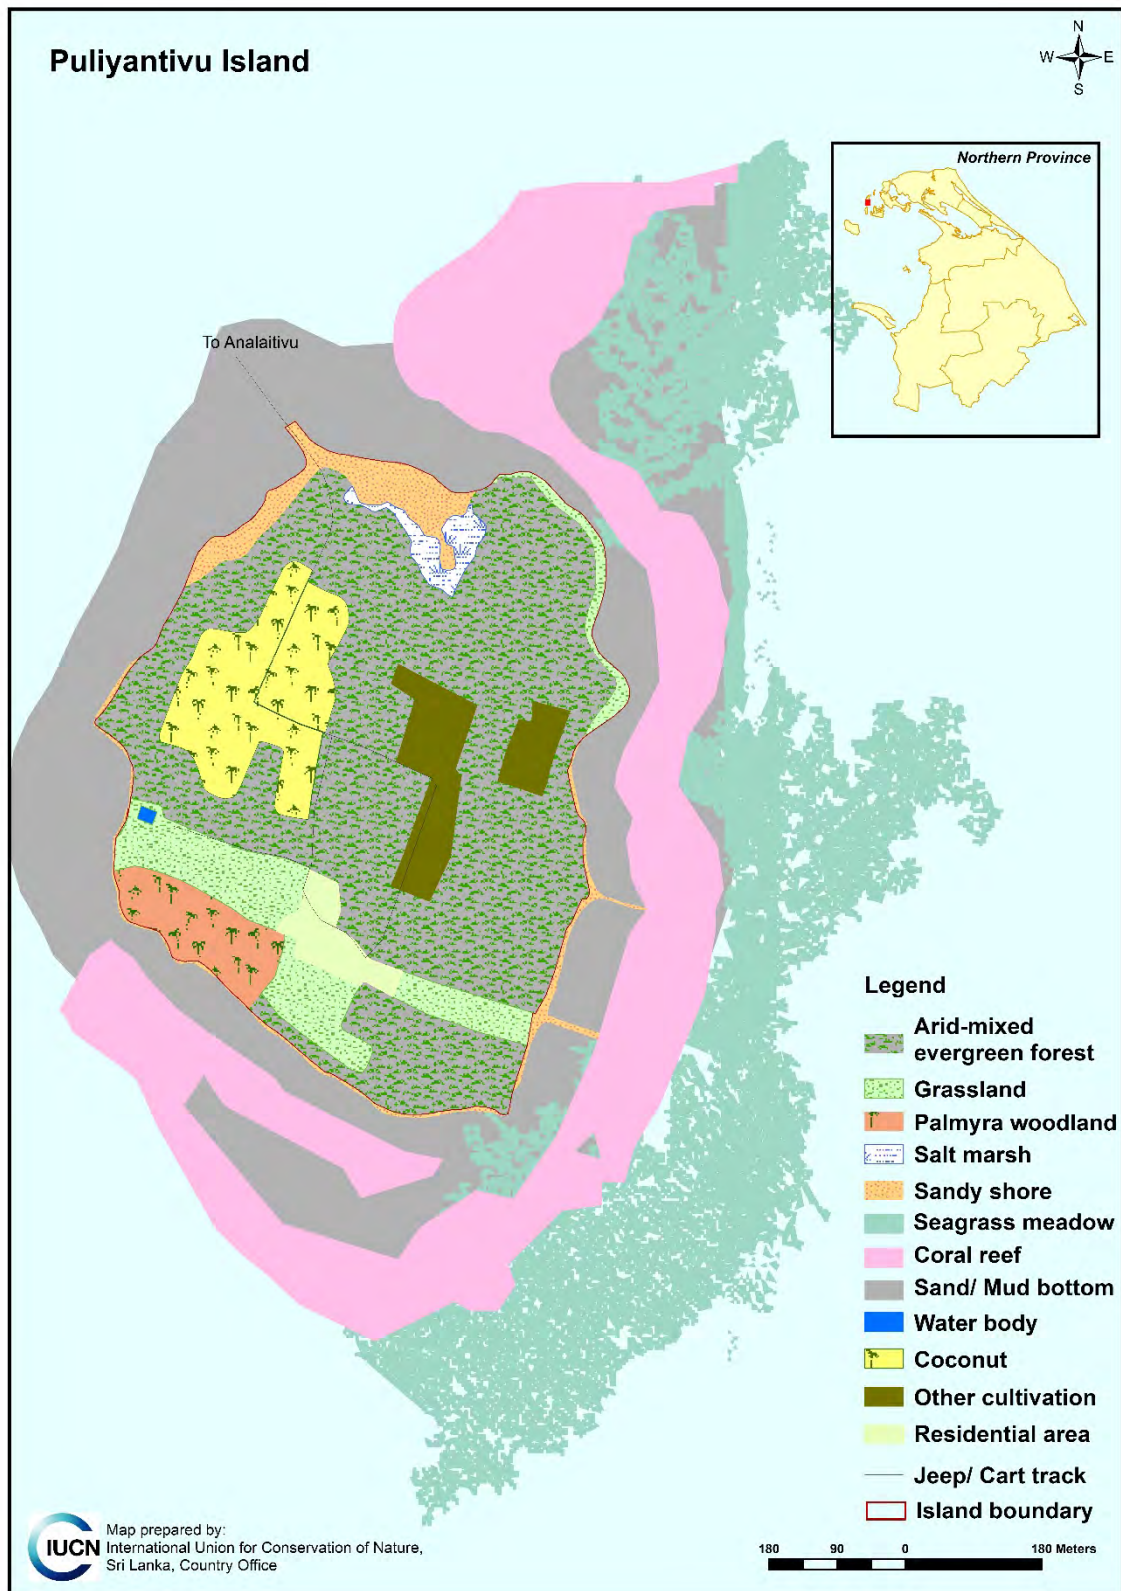 Puliyantivu Island
N
W E
S
Northern Province
To Analaitivu
Legend
Arid-mixed
evergreen forest
Grassland
Palmyra woodland
Salt marsh
Sandy shore
Seagrass meadow
Coral reef
Sand/ Mud bottom
Water body
Coconut
Other cultivation
Residential area
Jeep/ Cart track
Island boundary
IUCN
Map prepared by:
International Union for Conservation of Nature,
Sri Lanka, Country Office
180 90 0 180 Meters